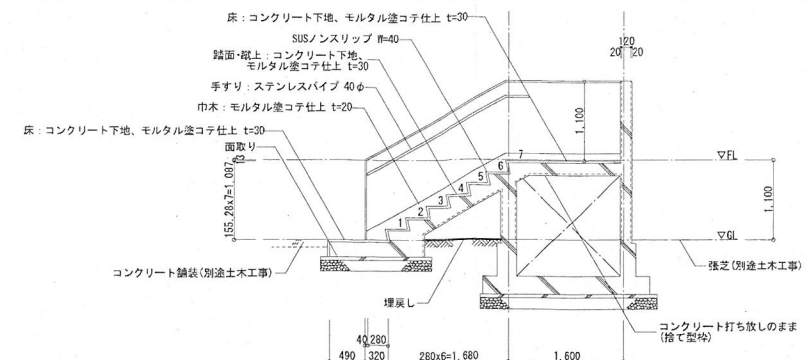 床：コンクリート下地、モルタル塗コテ仕上 t=30
SUSノンスリップ W=40
踏面・蹴上：コンクリート下地、
モルタル塗コテ仕上 t=30
手すり：ステンレスパイプ 40φ
巾木：モルタル塗コテ仕上 t=20
床：コンクリート下地、モルタル塗コテ仕上 t=30
面取り
120
20 20
1,100
7
6
5
4
3
2
1
▽FL
155.28x7=1,087
13
1,100
▽GL
コンクリート舗装(別途土木工事)
張芝(別途土木工事)
埋戻し
コンクリート打ち放しのまま
(捨て型枠)
40 280
490 320 280x6=1,680 1,600